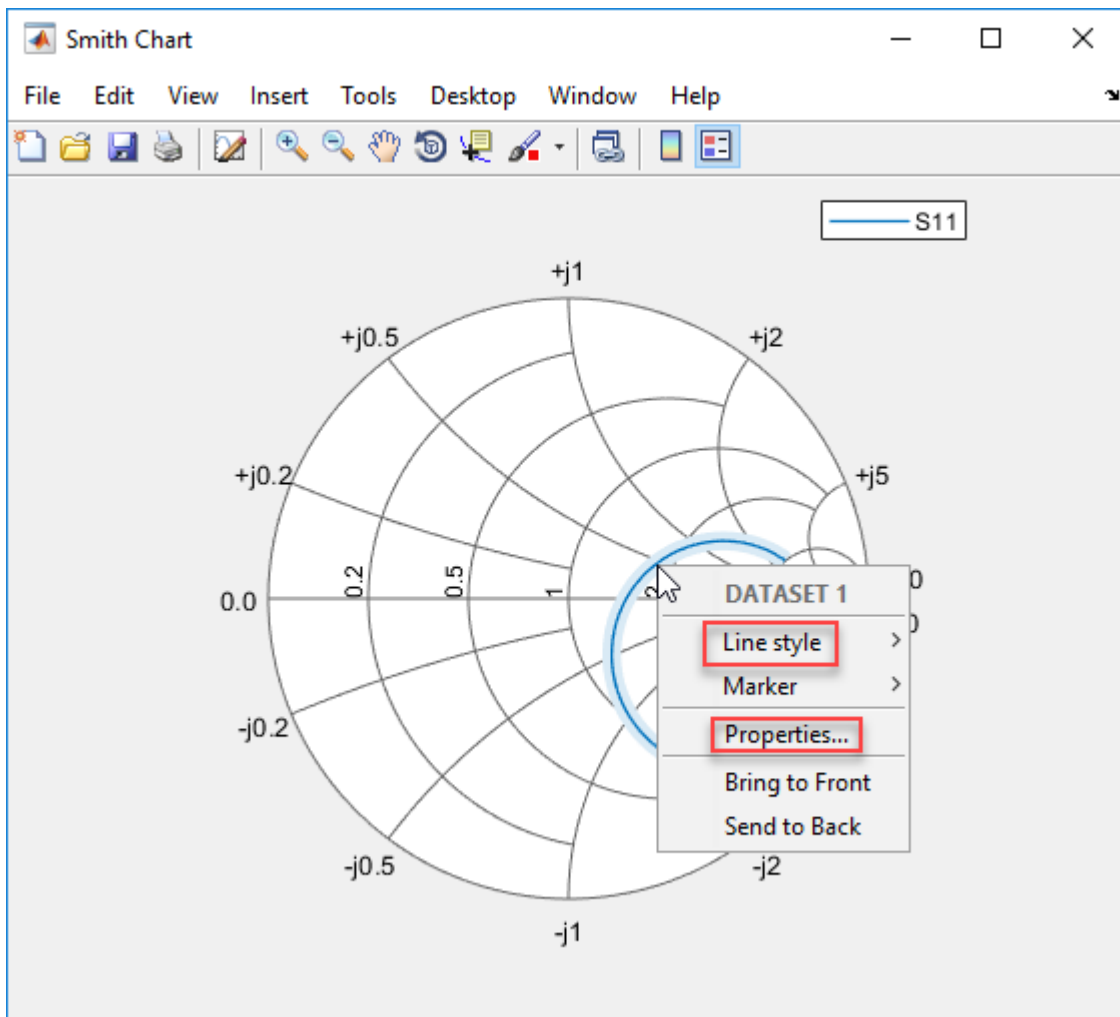 Smith Chart
File Edit View Insert Tools Desktop Window Help
S11
+j1
+j0.5
+j2
+j0.2
+j5
0.0
0.2
0.5
1
2
0
DATASET 1
Line style
Marker
Properties...
Bring to Front
Send to Back
-j0.2
-j0.5
-j2
-j1